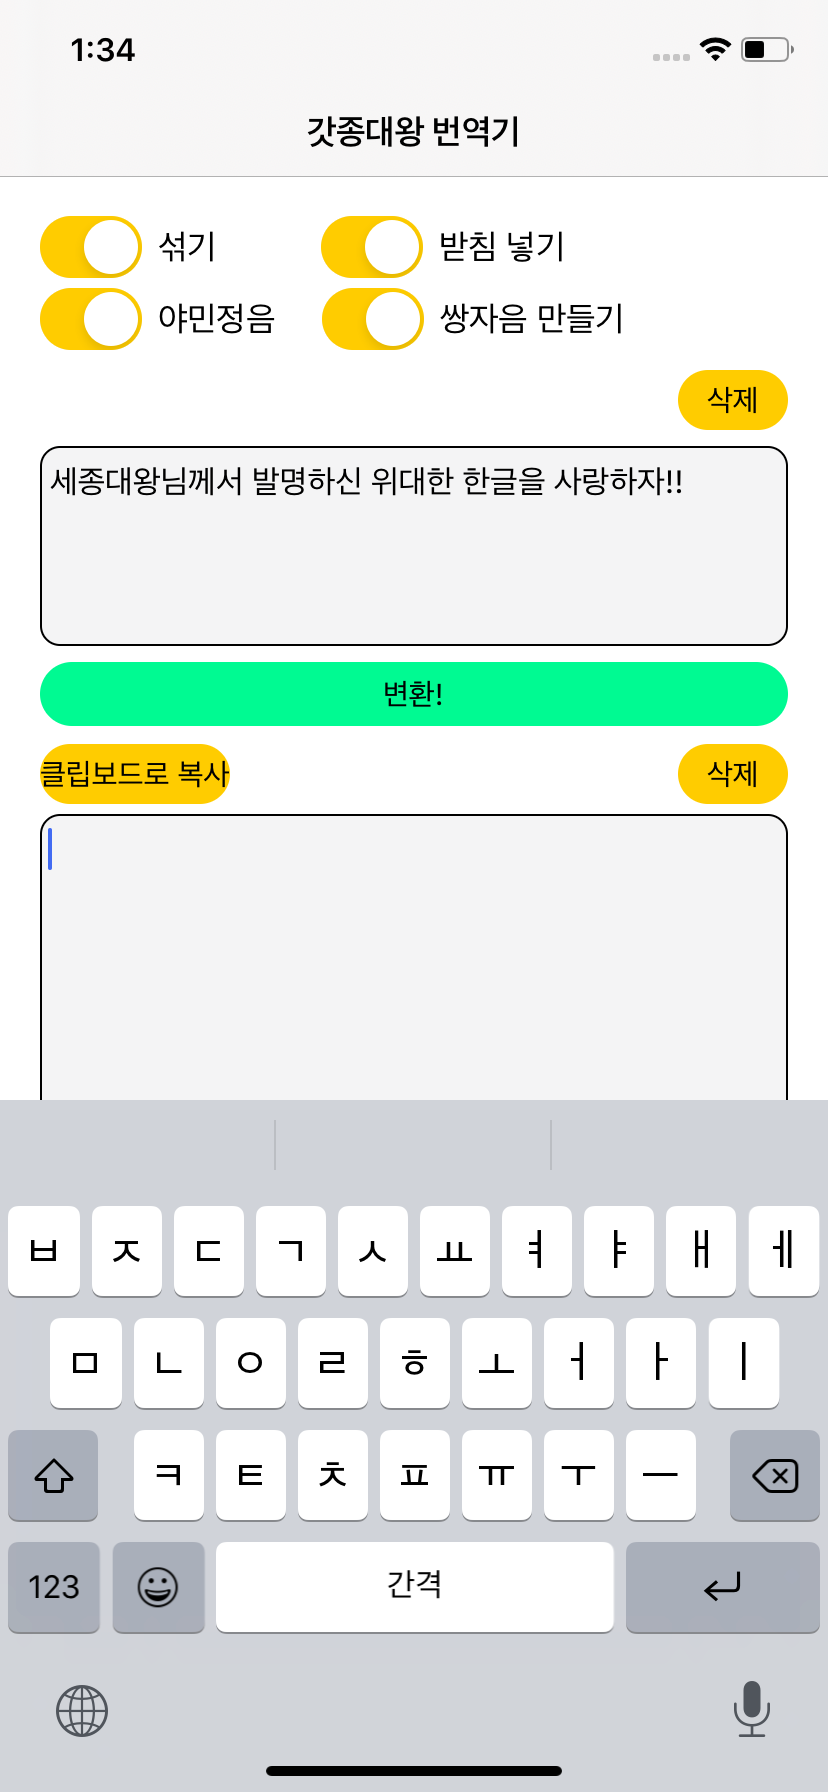 1:34
갓종대왕 번역기
섞기 받침 넣기
야민정음 쌍자음 만들기
삭제
세종대왕님께서 발명하신 위대한 한글을 사랑하자!!
변환!
클립보드로 복사 삭제
ㅂ ㅈ ㄷ ㄱ ㅅ ㅛ ㅕ ㅑ ㅐ ㅔ
ㅁ ㄴ ㅇ ㄹ ㅎ ㅗ ㅓ ㅏ ㅣ
ㅋ ㅌ ㅊ ㅍ ㅠ ㅜ ㅡ
123 간격